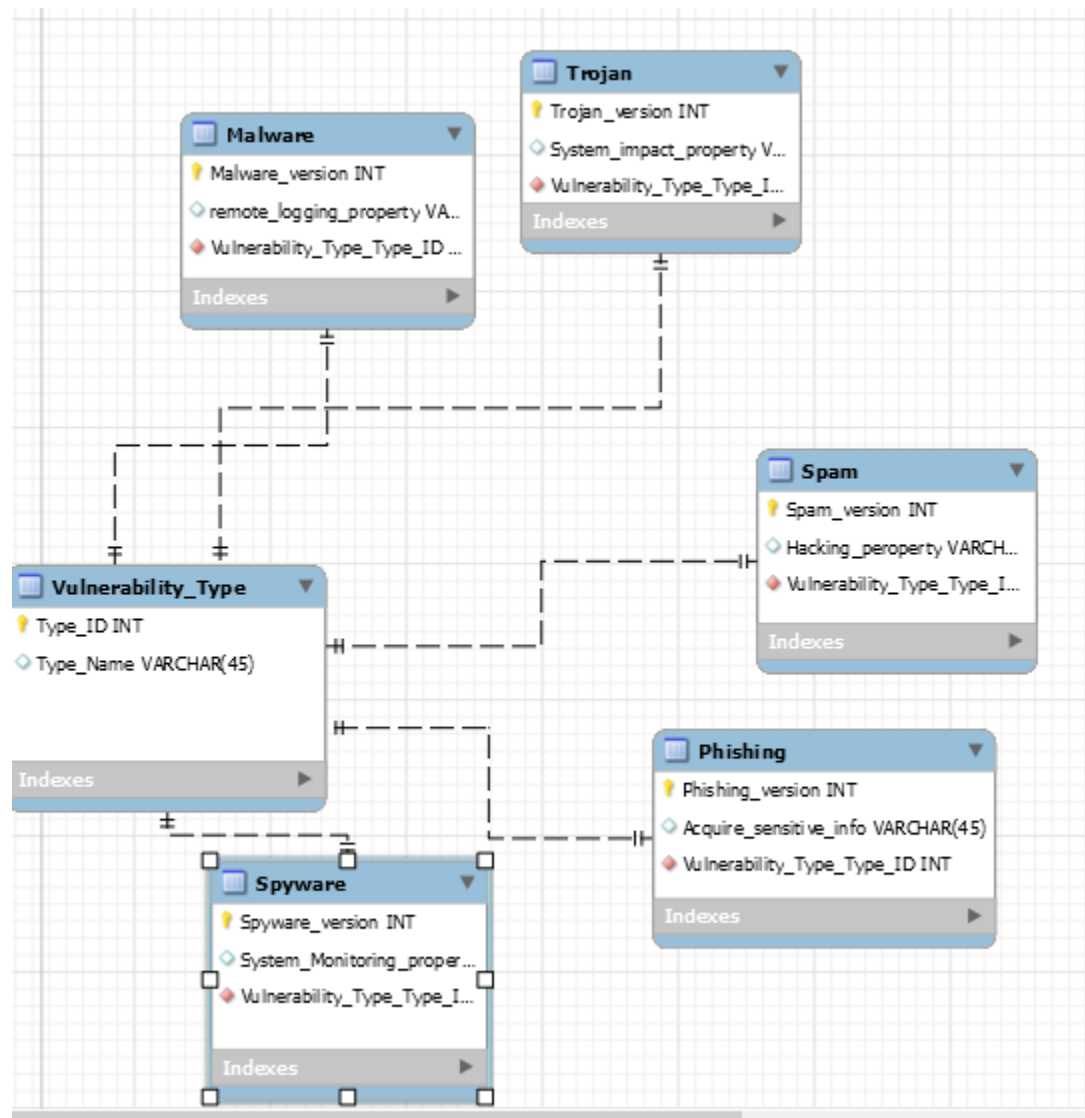 Trojan
Trojan_version INT
System_impact_property V...
Vulnerability_Type_Type_I...
Indexes
Malware
Malware_version INT
remote_logging_property VA...
Vulnerability_Type_Type_ID ...
Indexes
Spam
Spam_version INT
Hacking_peroperty VARCH...
Vulnerability_Type_Type_I...
Indexes
Vulnerability_Type
Type_ID INT
Type_Name VARCHAR(45)
Indexes
Phishing
Phishing_version INT
Acquire_sensitive_info VARCHAR(45)
Vulnerability_Type_Type_ID INT
Indexes
Spyware
Spyware_version INT
System_Monitoring_proper...
Vulnerability_Type_Type_I...
Indexes